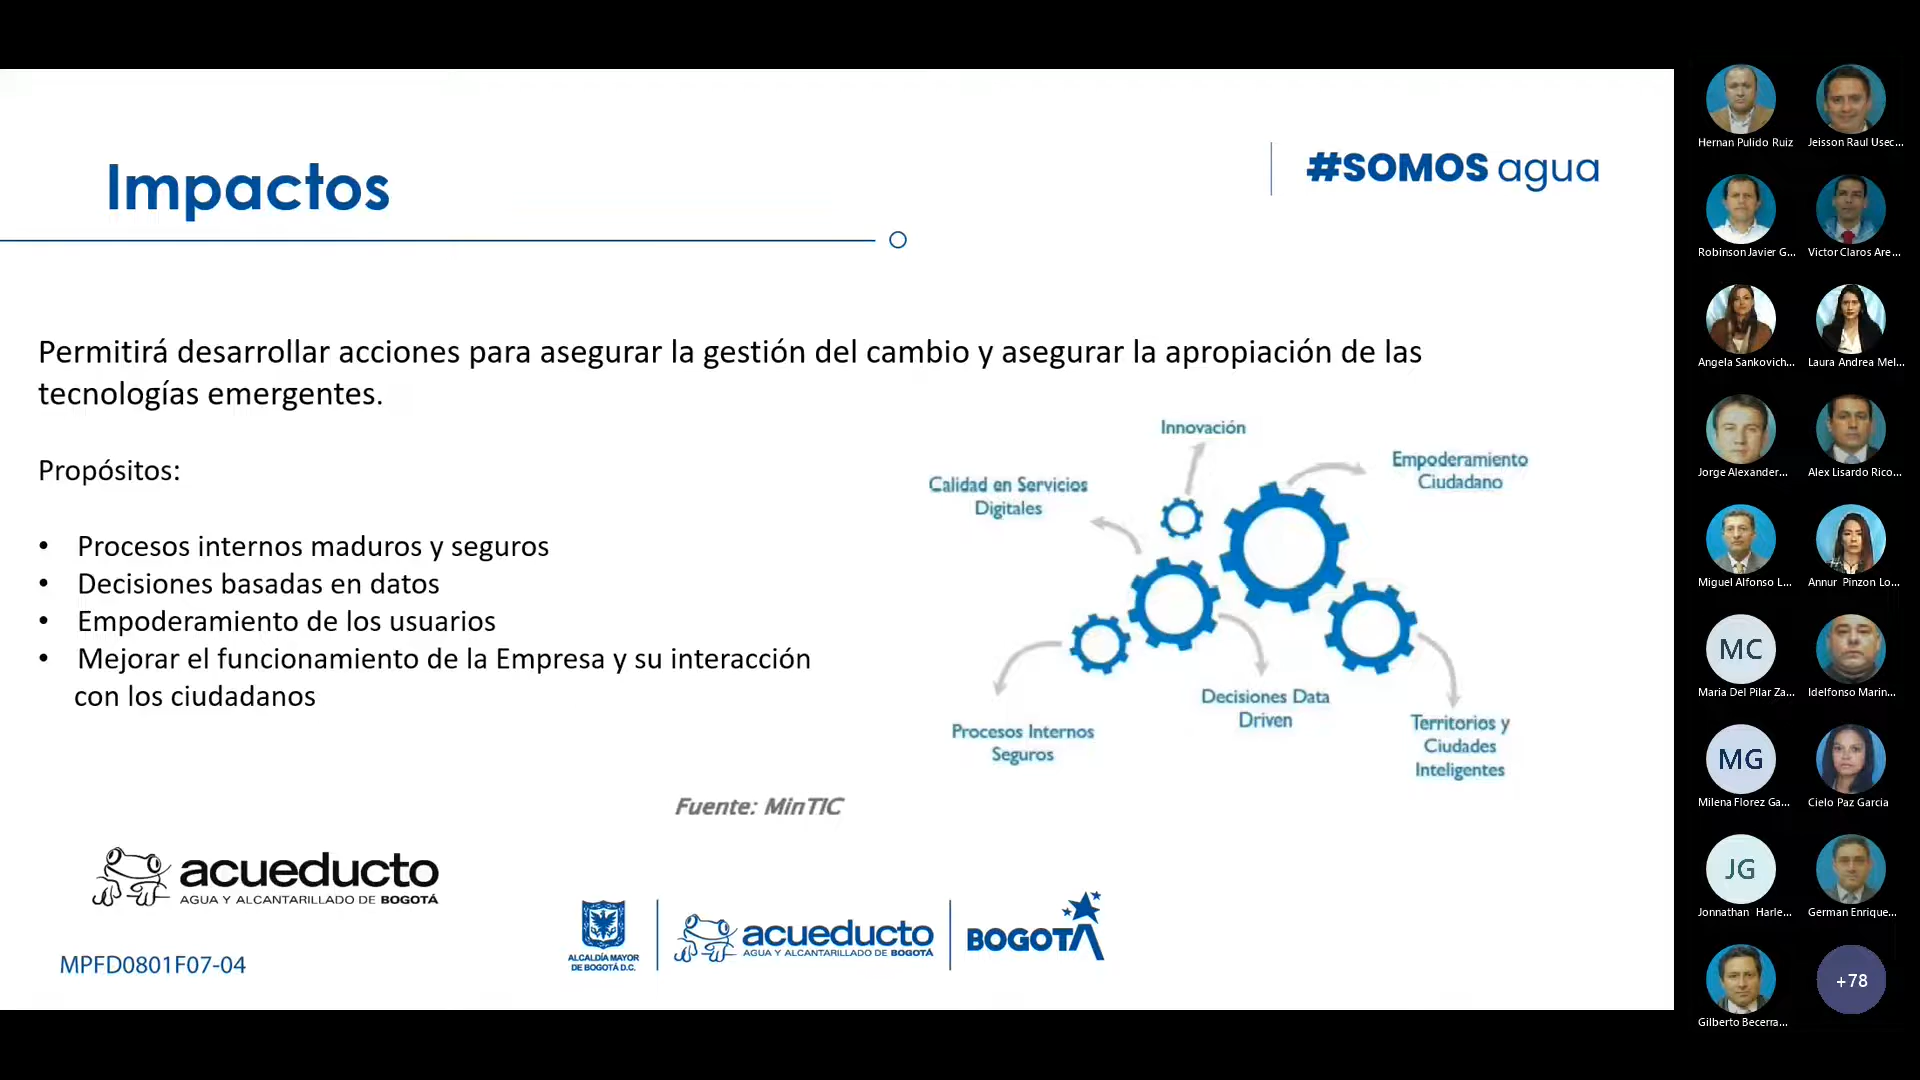 Impactos
#SOMOS agua
Permitirá desarrollar acciones para asegurar la gestión del cambio y asegurar la apropiación de las
tecnologías emergentes.
Propósitos:
• Procesos internos maduros y seguros
• Decisiones basadas en datos
• Empoderamiento de los usuarios
• Mejorar el funcionamiento de la Empresa y su interacción
con los ciudadanos
Innovación
Empoderamiento
Ciudadano
Calidad en Servicios
Digitales
Decisiones Data
Driven
Procesos Internos
Seguros
Territorios y
Ciudades
Inteligentes
Fuente: MinTIC
acueducto
AGUA Y ALCANTARILLADO DE BOGOTÁ
MPFD0801F07-04
ALCALDÍA MAYOR
DE BOGOTÁ D.C.
acueducto
AGUA Y ALCANTARILLADO DE BOGOTÁ
BOGOTÁ
Hernan Pulido Ruiz
Jeisson Raul Usec...
Robinson Javier G...
Victor Claros Are...
Angela Sankovich...
Laura Andrea Mel...
Jorge Alexander...
Alex Lisardo Rico...
Miguel Alfonso L...
Annur Pinzon Lo...
MC
Maria Del Pilar Za...
Idelfonso Marin...
MG
Milena Florez Ga...
Cielo Paz Garcia
JG
Jonnathan Harle...
German Enrique...
Gilberto Becerra...
+78